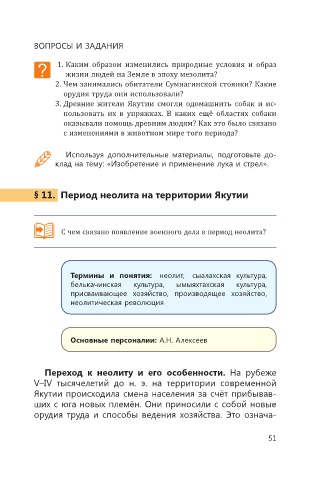 ВОПРОСЫ И ЗАДАНИЯ
1. Каким образом изменились природные условия и образ
жизни людей на Земле в эпоху мезолита?
2. Чем занимались обитатели Сумнагинской стоянки? Какие
орудия труда они использовали?
3. Древние жители Якутии смогли одомашнить собак и ис-
пользовать их в упряжках. В каких ещё областях собаки
оказывали помощь древним людям? Как это было связано
с изменениями в животном мире того периода?
Используя дополнительные материалы, подготовьте до-
клад на тему: «Изобретение и применение лука и стрел».
§ 11. Период неолита на территории Якутии
С чем связано появление военного дела в период неолита?
Термины и понятия: неолит, сыалахская культура,
белькачинская культура, ымыяхтахская культура,
присваивающее хозяйство, производящее хозяйство,
неолитическая революция
Основные персоналии: А.Н. Алексеев
Переход к неолиту и его особенности. На рубеже
V–IV тысячелетий до н. э. на территории современной
Якутии происходила смена населения за счёт прибывав-
ших с юга новых племён. Они приносили с собой новые
орудия труда и способы ведения хозяйства. Это означа-
51